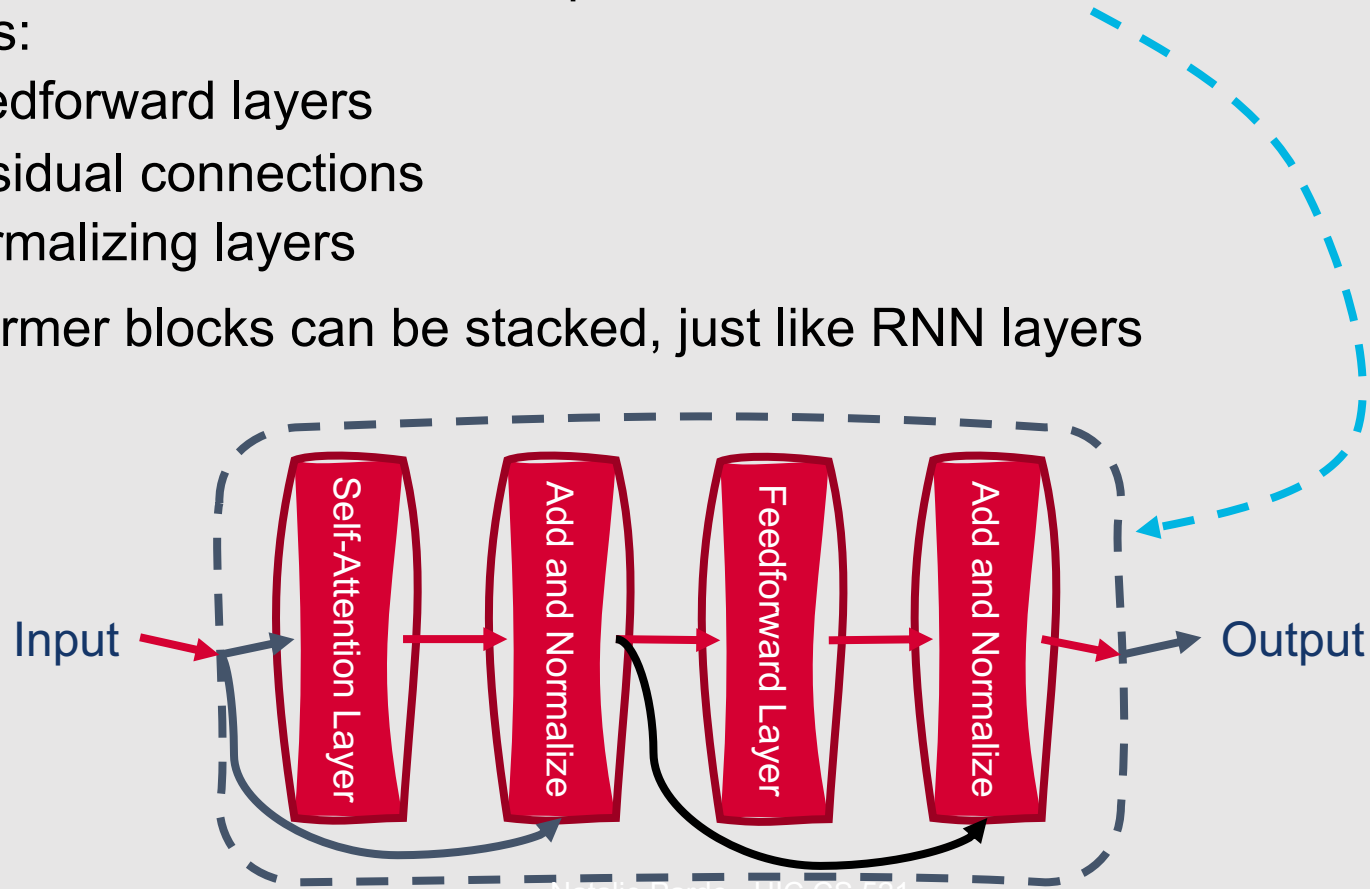 s:
edforward layers
sidual connections
rmalizing layers
rmer blocks can be stacked, just like RNN layers
Input
Self-Attention Layer
Add and Normalize
Feedforward Layer
Add and Normalize
Output